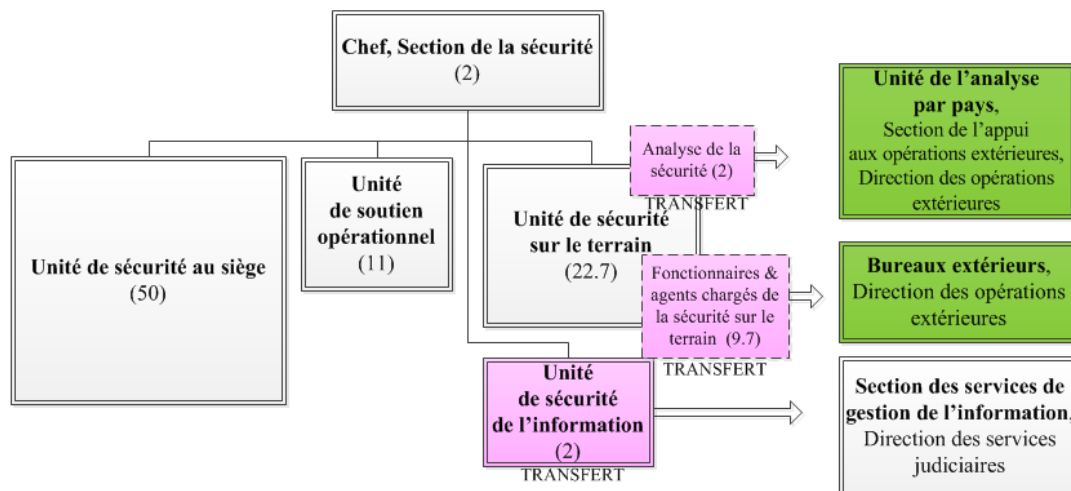 Chef, Section de la sécurité
(2)
Unité de sécurité au siège
(50)
Unité
de soutien
opérationnel
(11)
Unité de sécurité
sur le terrain
(22.7)
Analyse de la
sécurité (2)
TRANSFERT
Fonctionnaires &
agents chargés de
la sécurité sur le
terrain (9.7)
TRANSFERT
Unité
de sécurité
de l'information
(2)
TRANSFERT
Unité de l'analyse
par pays,
Section de l'appui
aux opérations extérieures,
Direction des opérations
extérieures
Bureaux extérieurs,
Direction des opérations
extérieures
Section des services de
gestion de l'information,
Direction des services
judiciaires